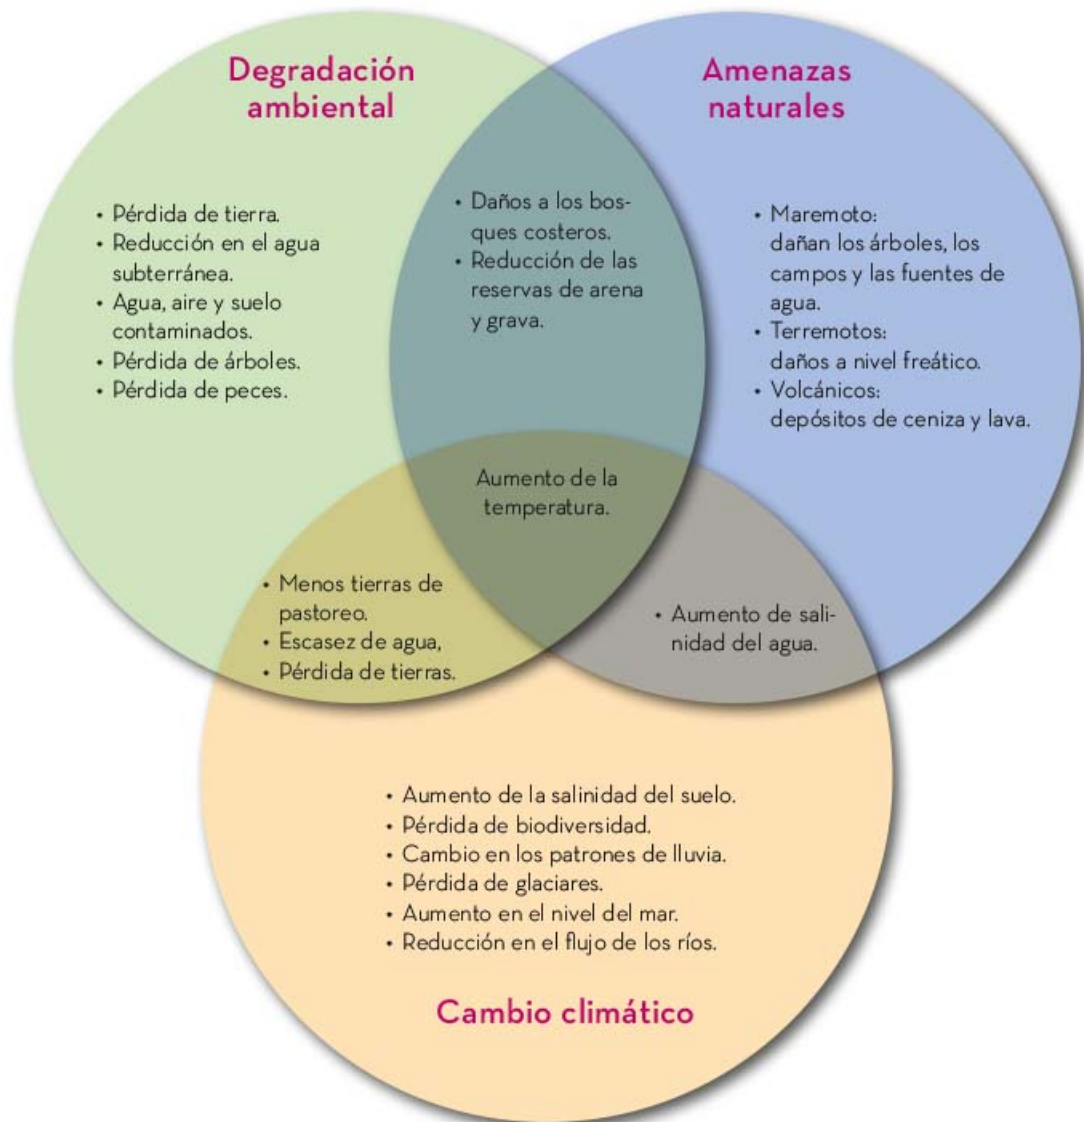 Degradación
ambiental
Amenazas
naturales
• Pérdida de tierra.
• Reducción en el agua
subterránea.
• Agua, aire y suelo
contaminados.
• Pérdida de árboles.
• Pérdida de peces.
• Daños a los bos-
ques costeros.
• Reducción de las
reservas de arena
y grava.
• Maremoto:
dañan los árboles, los
campos y las fuentes de
agua.
• Terremotos:
daños a nivel freático.
• Volcánicos:
depósitos de ceniza y lava.
Aumento de la
temperatura.
• Menos tierras de
pastoreo.
• Escasez de agua,
• Pérdida de tierras.
• Aumento de sali-
nidad del agua.
• Aumento de la salinidad del suelo.
• Pérdida de biodiversidad.
• Cambio en los patrones de lluvia.
• Pérdida de glaciares.
• Aumento en el nivel del mar.
• Reducción en el flujo de los ríos.
Cambio climático